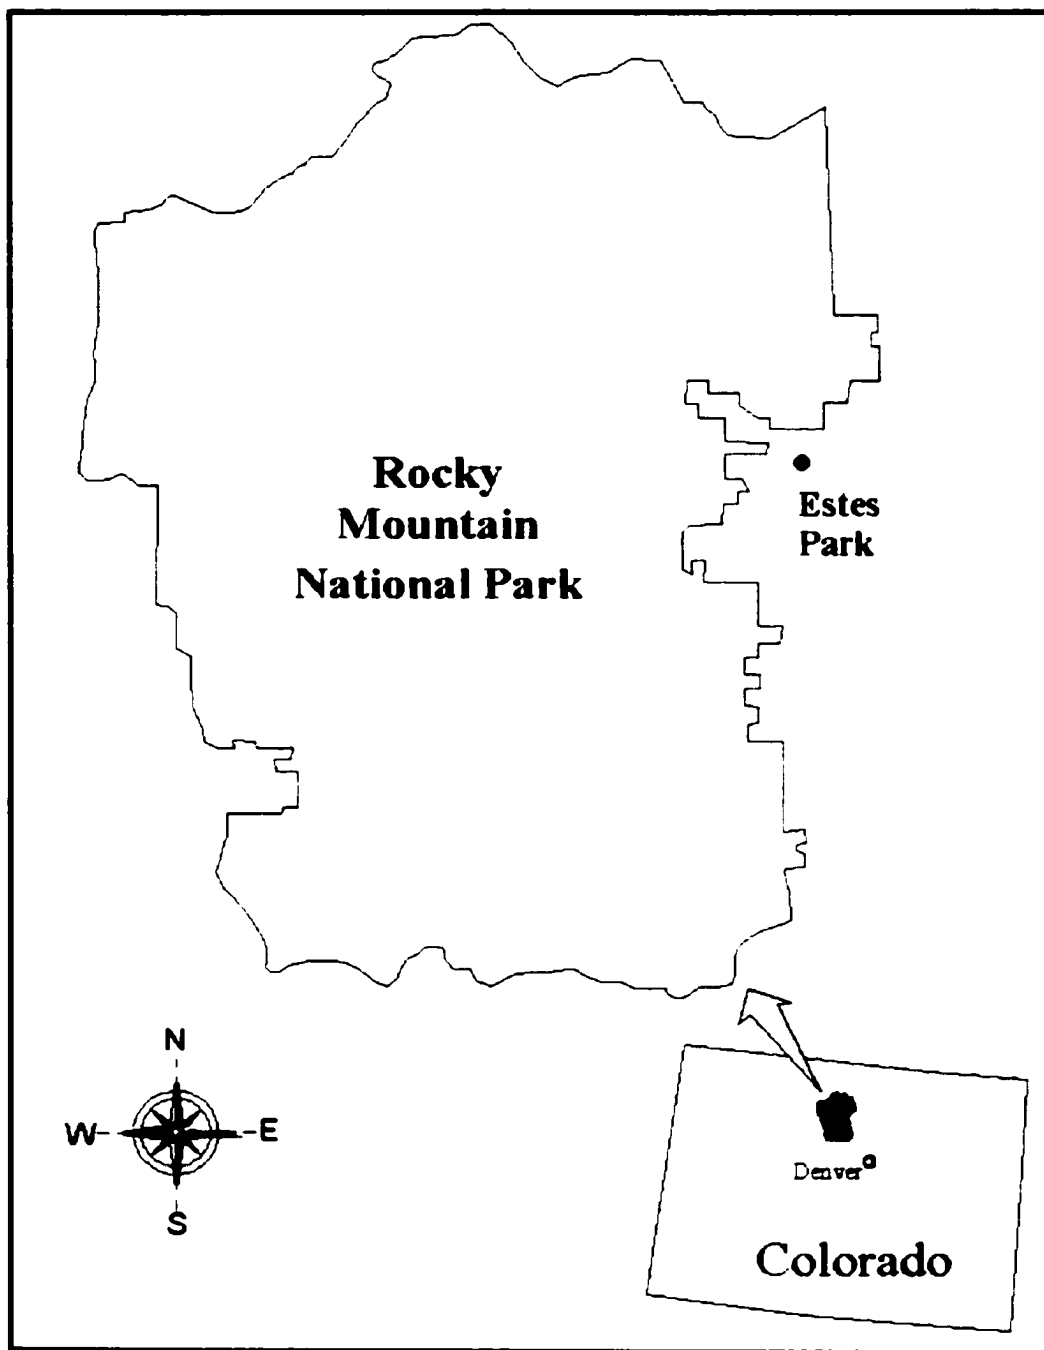 Rocky
Mountain
National Park
Estes
Park
N
W
E
S
Denver
Colorado